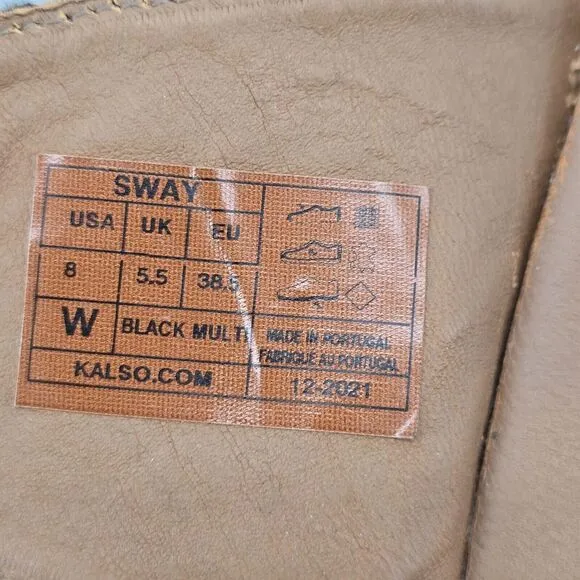 SWAY
USA UK EU
8 5.5 38.5
W BLACK MULTI MADE IN PORTUGAL
FABRIQUE AU PORTUGAL
KALSO.COM 12-2021